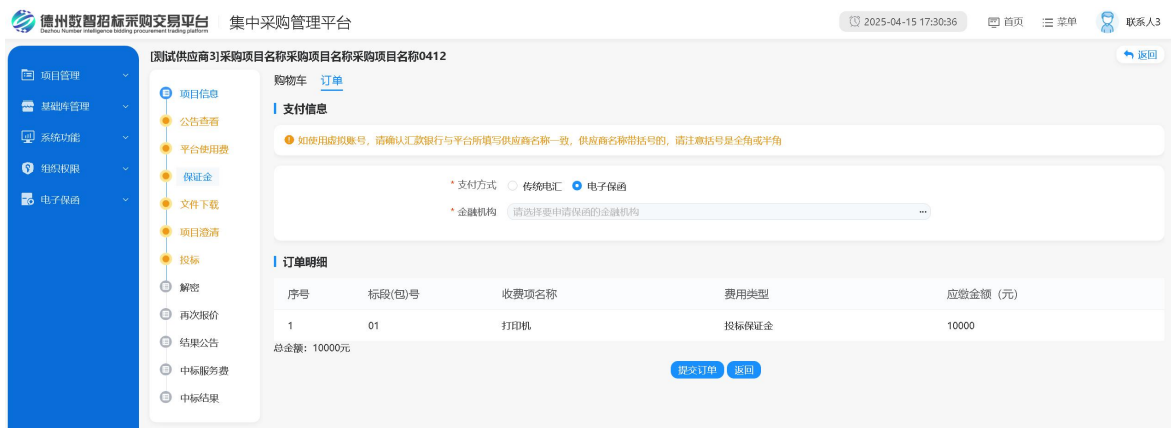 德州数智招标采购交易平台 集中采购管理平台 2025-04-15 17:30:36 首页 菜单 联系人3
Dezhou Number intelligence bidding procurement trading platform
[测试供应商3]采购项目名称采购项目名称采购项目名称0412 返回
项目管理
基础库管理
系统功能
组织权限
电子保函
项目信息
公告查看
平台使用费
保证金
文件下载
项目澄清
投标
解密
再次报价
结果公告
中标服务费
中标结果
购物车 订单
支付信息
如使用虚拟账号，请确认汇款银行与平台所填写供应商名称一致，供应商名称带括号的，请注意括号是全角或半角
* 支付方式 传统电汇 电子保函
* 金融机构 请选择要申请保函的金融机构 ···
订单明细
序号 标段(包)号 收费项名称 费用类型 应缴金额（元）
1 01 打印机 投标保证金 10000
总金额：10000元
提交订单 返回